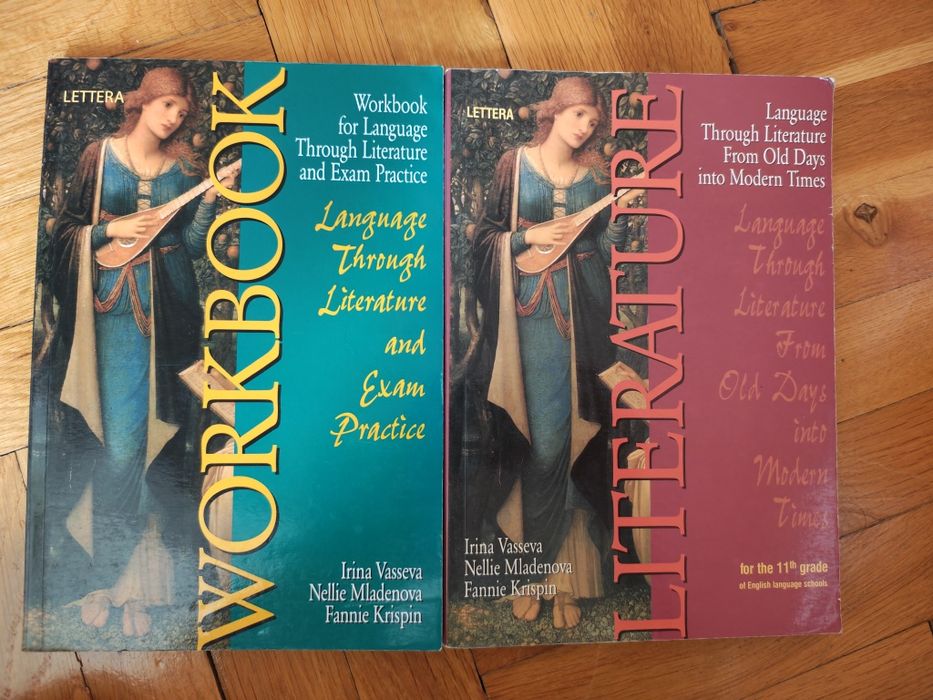 LETTERA
WORKBOOK
Workbook
for Language
Through Literature
and Exam Practice
Language
Through
Literature
and
Exam
Practice
Irina Vasseva
Nellie Mladenova
Fannie Krispin
LETTERA
LITERATURE
Language
Through Literature
From Old Days
into Modern Times
Language
Through
Literature
From
Old Days
into
Modern
Times
Irina Vasseva
Nellie Mladenova
Fannie Krispin
for the 11th grade
of English language schools